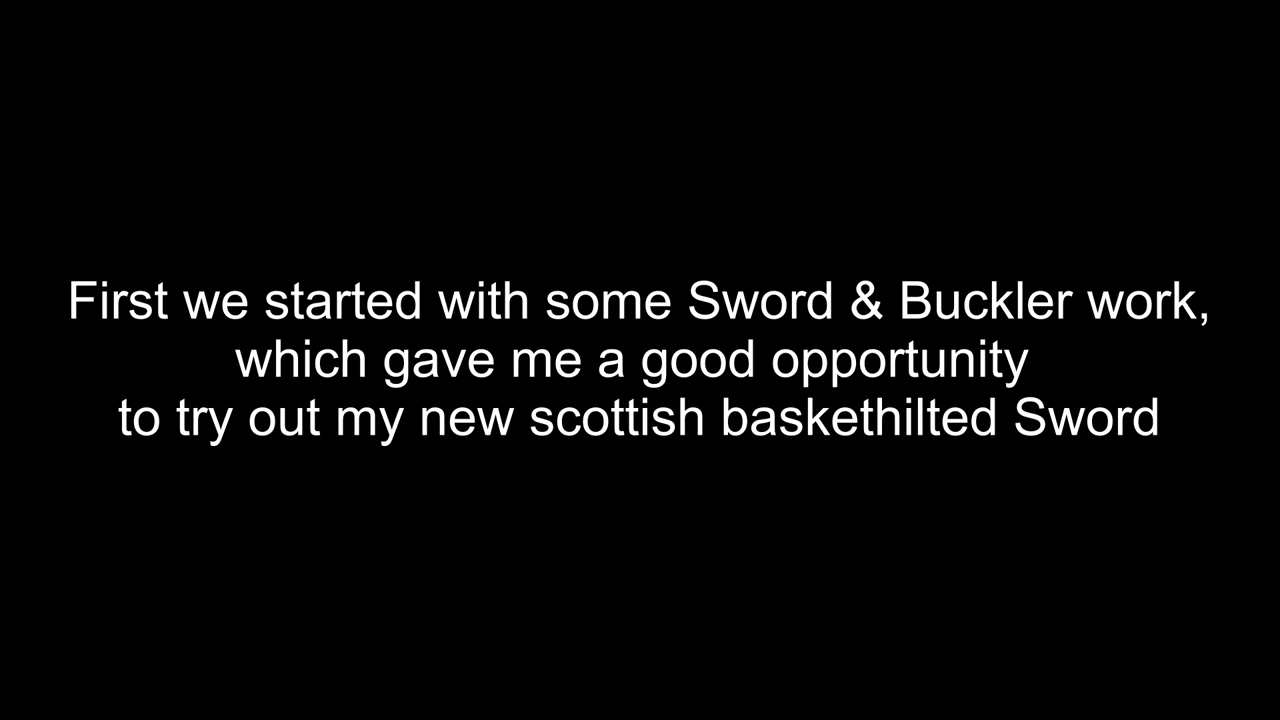 First we started with some Sword & Buckler work,
which gave me a good opportunity
to try out my new scottish baskethilted Sword